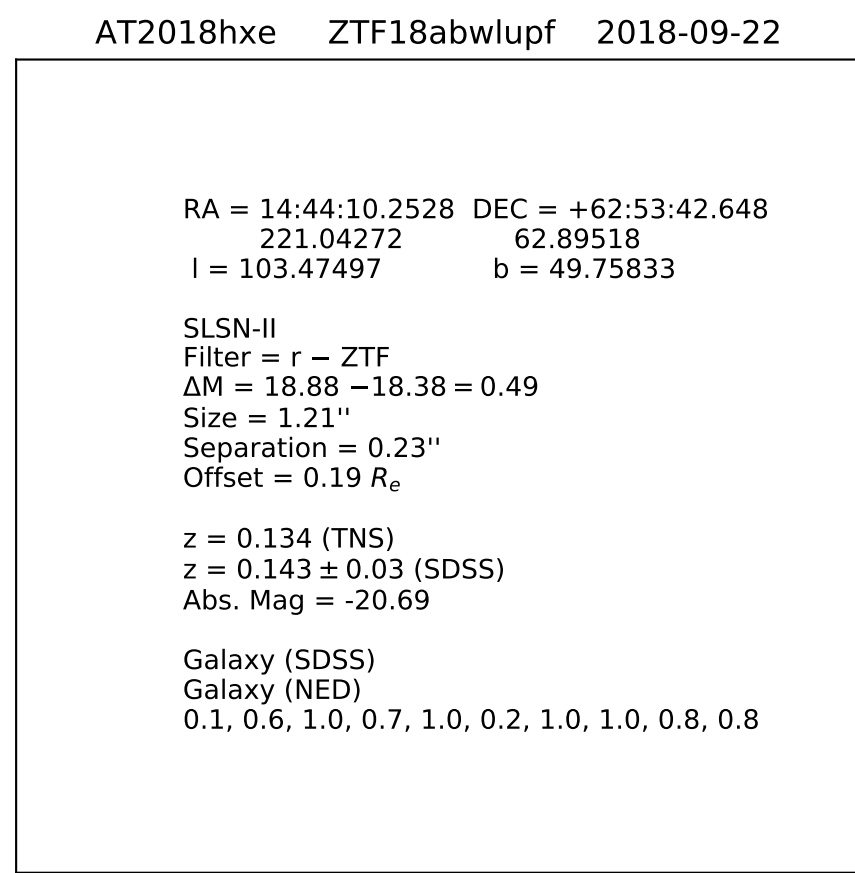 AT2018hxe ZTF18abwlupf 2018-09-22
RA = 14:44:10.2528 DEC = +62:53:42.648
221.04272 62.89518
l = 103.47497 b = 49.75833
SLSN-II
Filter = r − ZTF
ΔM = 18.88 −18.38 = 0.49
Size = 1.21''
Separation = 0.23''
Offset = 0.19 Rₑ
z = 0.134 (TNS)
z = 0.143 ± 0.03 (SDSS)
Abs. Mag = -20.69
Galaxy (SDSS)
Galaxy (NED)
0.1, 0.6, 1.0, 0.7, 1.0, 0.2, 1.0, 1.0, 0.8, 0.8